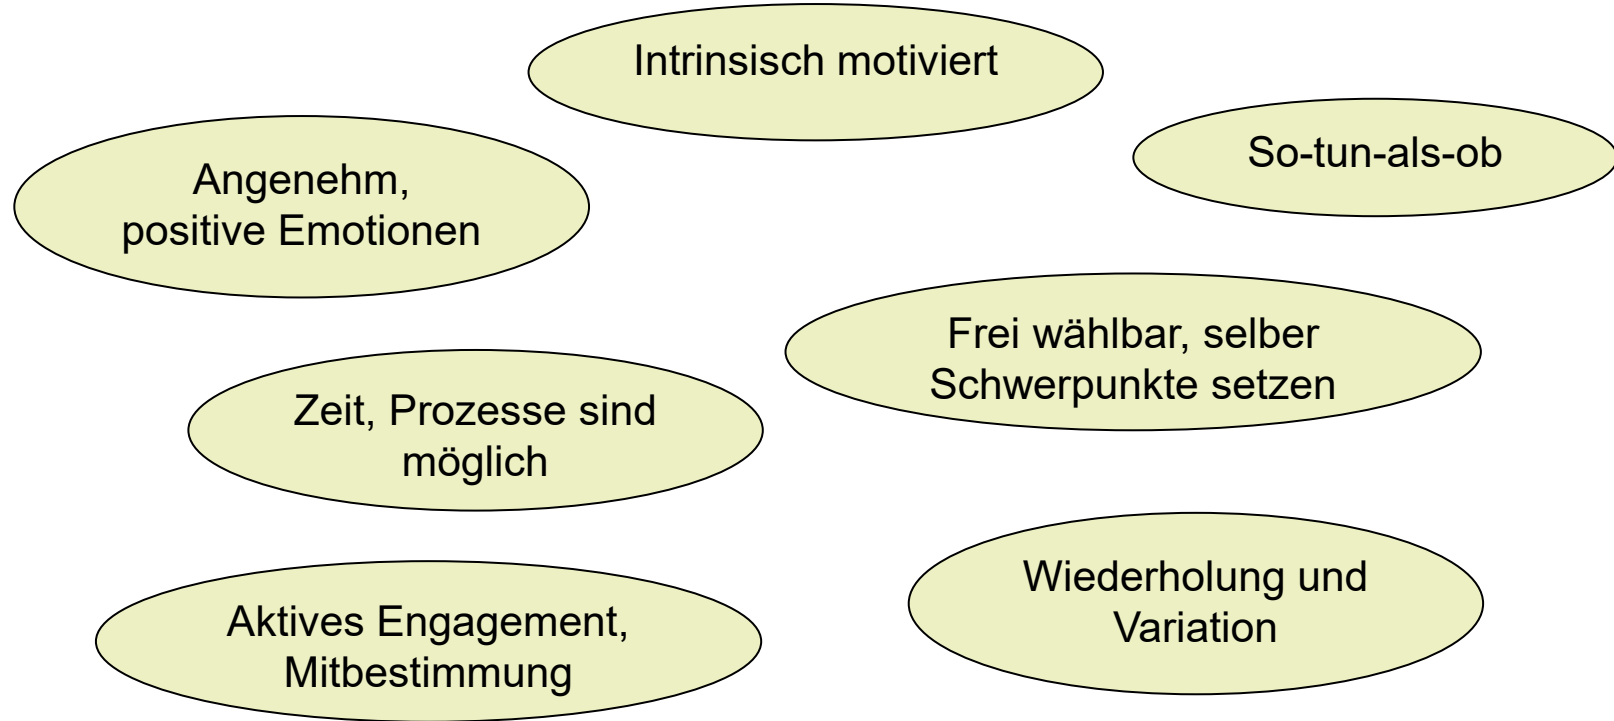 Intrinsisch motiviert
So-tun-als-ob
Angenehm,
positive Emotionen
Frei wählbar, selber
Schwerpunkte setzen
Zeit, Prozesse sind
möglich
Wiederholung und
Variation
Aktives Engagement,
Mitbestimmung